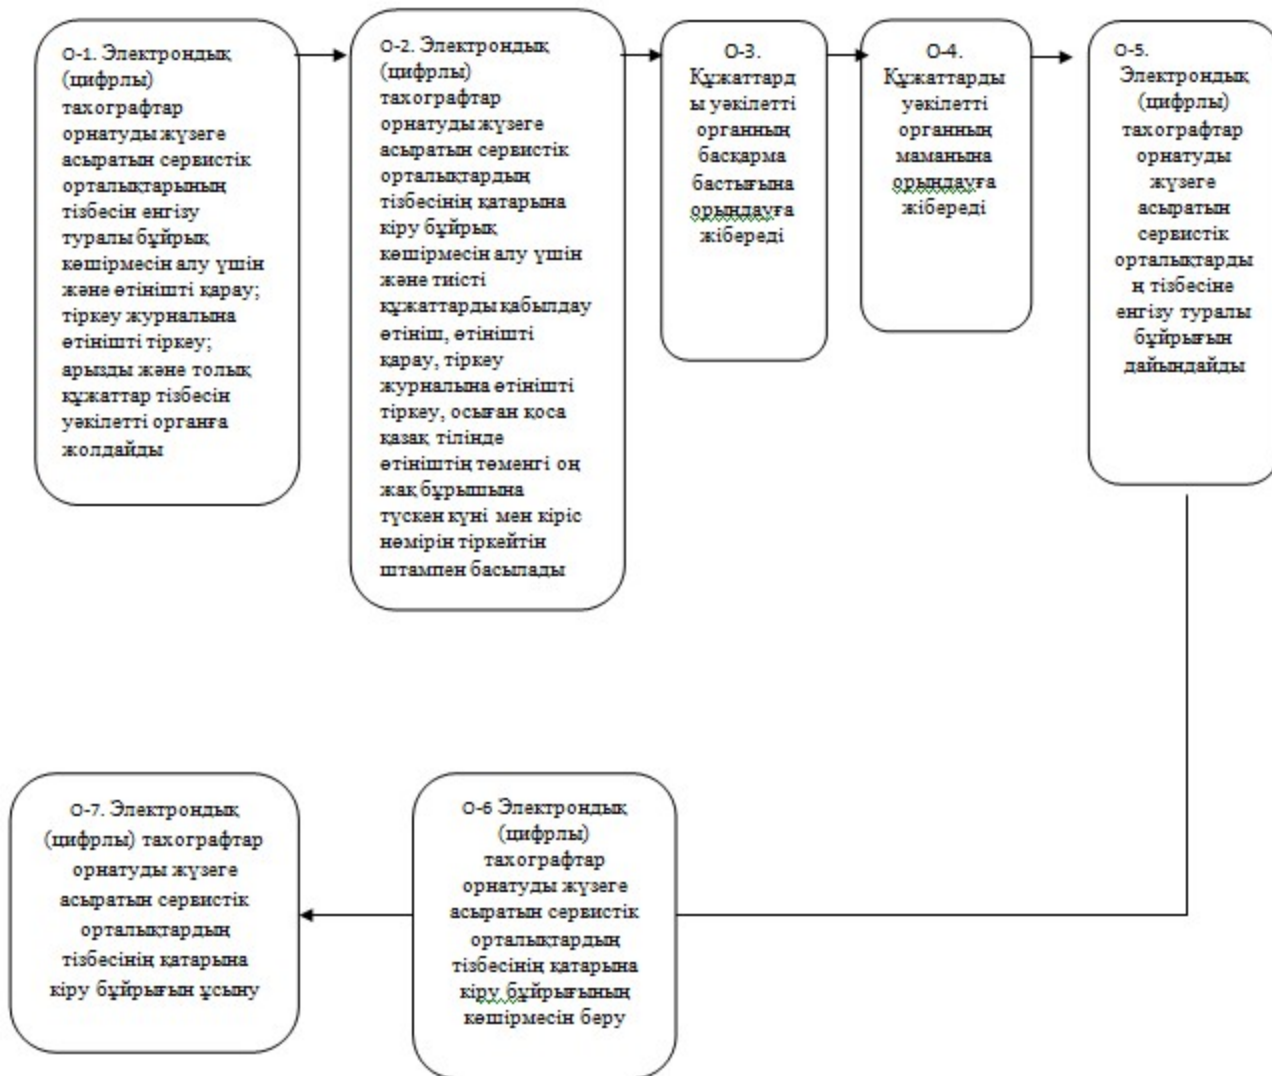 О-1. Электрондық
(цифрлы)
тахографтар
орнатуды жүзеге
асыратын сервистік
орталықтарының
тізбесін енгізу
туралы бұйрық
көшірмесін алу үшін
және өтінішті қарау;
тіркеу журналына
өтінішті тіркеу;
арызды және толық
құжаттар тізбесін
уәкілетті органға
жолдайды
О-2. Электрондық
(цифрлы)
тахографтар
орнатуды жүзеге
асыратын сервистік
орталықтардың
тізбесінің қатарына
кіру бұйрық
көшірмесін алу үшін
және тиісті
құжаттарды қабылдау
өтініш, өтінішті
қарау, тіркеу
журналына өтінішті
тіркеу, осыған қоса
қазақ тілінде
өтініштің төменгі оң
жақ бұрышына
түскен күні мен кіріс
нөмірін тіркейтін
штампен басылады
О-3.
Құжаттард
ы уәкілетті
органның
басқарма
бастығына
орындауға
жібереді
О-4.
Құжаттарды
уәкілетті
органның
маманына
орындауға
жібереді
О-5.
Электрондық
(цифрлы)
тахографтар
орнатуды
жүзеге
асыратын
сервистік
орталықтарды
ң тізбесіне
енгізу туралы
бұйрығын
дайындайды
О-7. Электрондық
(цифрлы) тахографтар
орнатуды жүзеге
асыратын сервистік
орталықтардың
тізбесінің қатарына
кіру бұйрығын ұсыну
О-6 Электрондық
(цифрлы)
тахографтар
орнатуды жүзеге
асыратын сервистік
орталықтардың
тізбесінің қатарына
кіру бұйрығының
көшірмесін беру